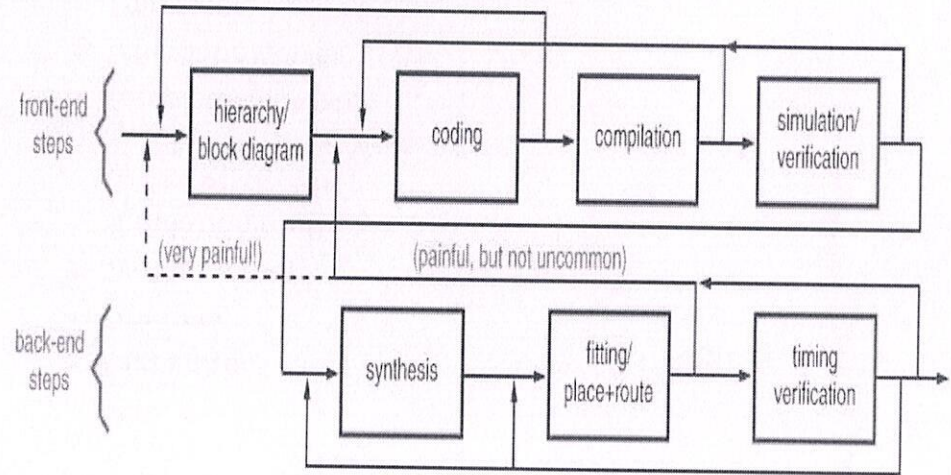 front-end
steps
hierarchy/
block diagram
coding
compilation
simulation/
verification
(very painful!)
(painful, but not uncommon)
back-end
steps
synthesis
fitting/
place+route
timing
verification